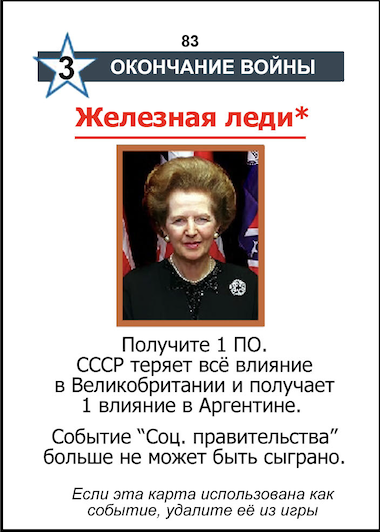 83
3 ОКОНЧАНИЕ ВОЙНЫ
Железная леди*
Получите 1 ПО.
СССР теряет всё влияние
в Великобритании и получает
1 влияние в Аргентине.
Событие “Соц. правительства”
больше не может быть сыграно.
Если эта карта использована как
событие, удалите её из игры